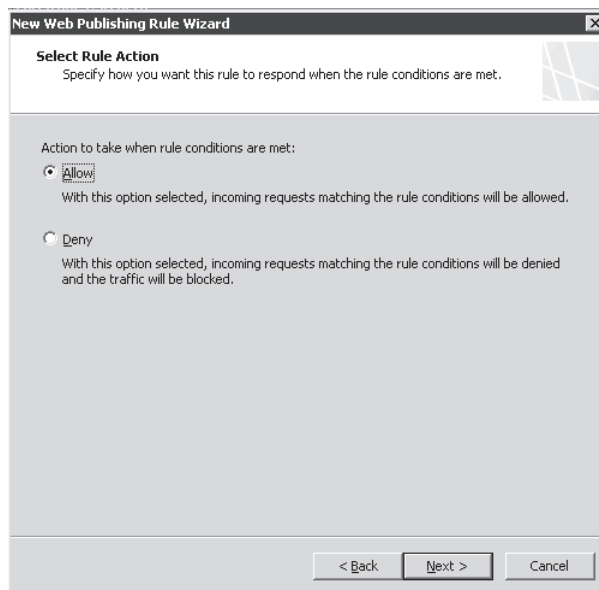 New Web Publishing Rule Wizard
Select Rule Action
Specify how you want this rule to respond when the rule conditions are met.
Action to take when rule conditions are met:
Allow
With this option selected, incoming requests matching the rule conditions will be allowed.
Deny
With this option selected, incoming requests matching the rule conditions will be denied
and the traffic will be blocked.
< Back
Next >
Cancel